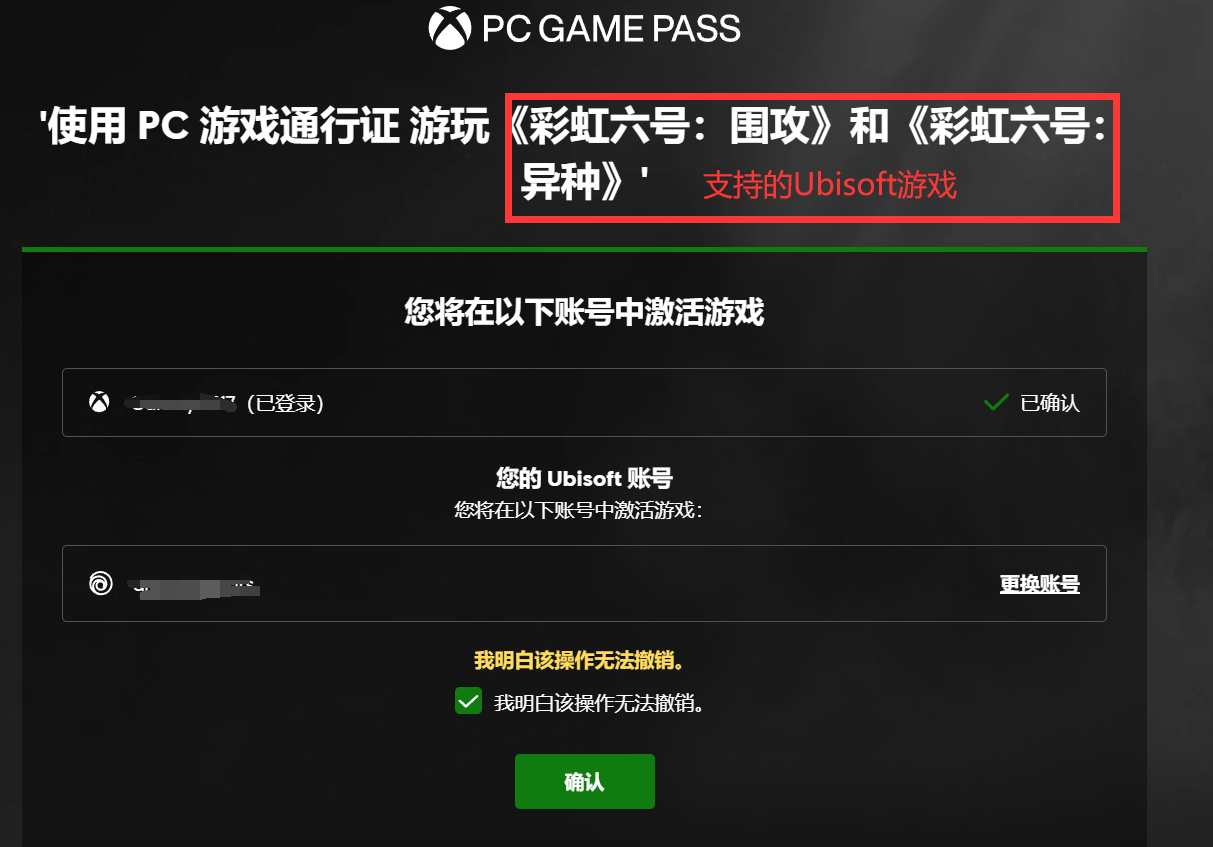 PC GAME PASS
'使用 PC 游戏通行证 游玩《彩虹六号：围攻》和《彩虹六号：
异种》'
支持的Ubisoft游戏
您将在以下账号中激活游戏
(已登录)
已确认
您的 Ubisoft 账号
您将在以下账号中激活游戏：
更换账号
我明白该操作无法撤销。
我明白该操作无法撤销。
确认